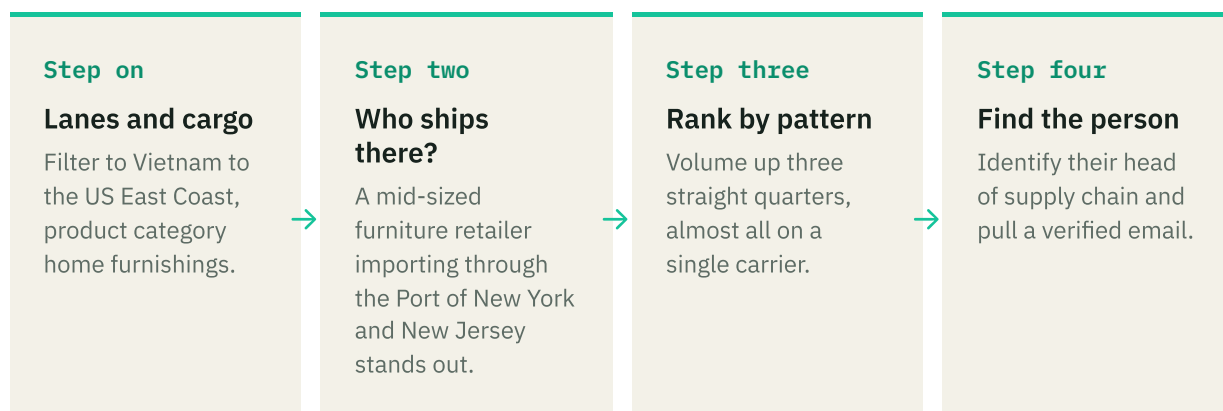 Step on
Lanes and cargo
Filter to Vietnam to
the US East Coast,
product category
home furnishings.
Step two
Who ships
there?
A mid-sized
furniture retailer
importing through
the Port of New York
and New Jersey
stands out.
Step three
Rank by pattern
Volume up three
straight quarters,
almost all on a
single carrier.
Step four
Find the person
Identify their head
of supply chain and
pull a verified email.